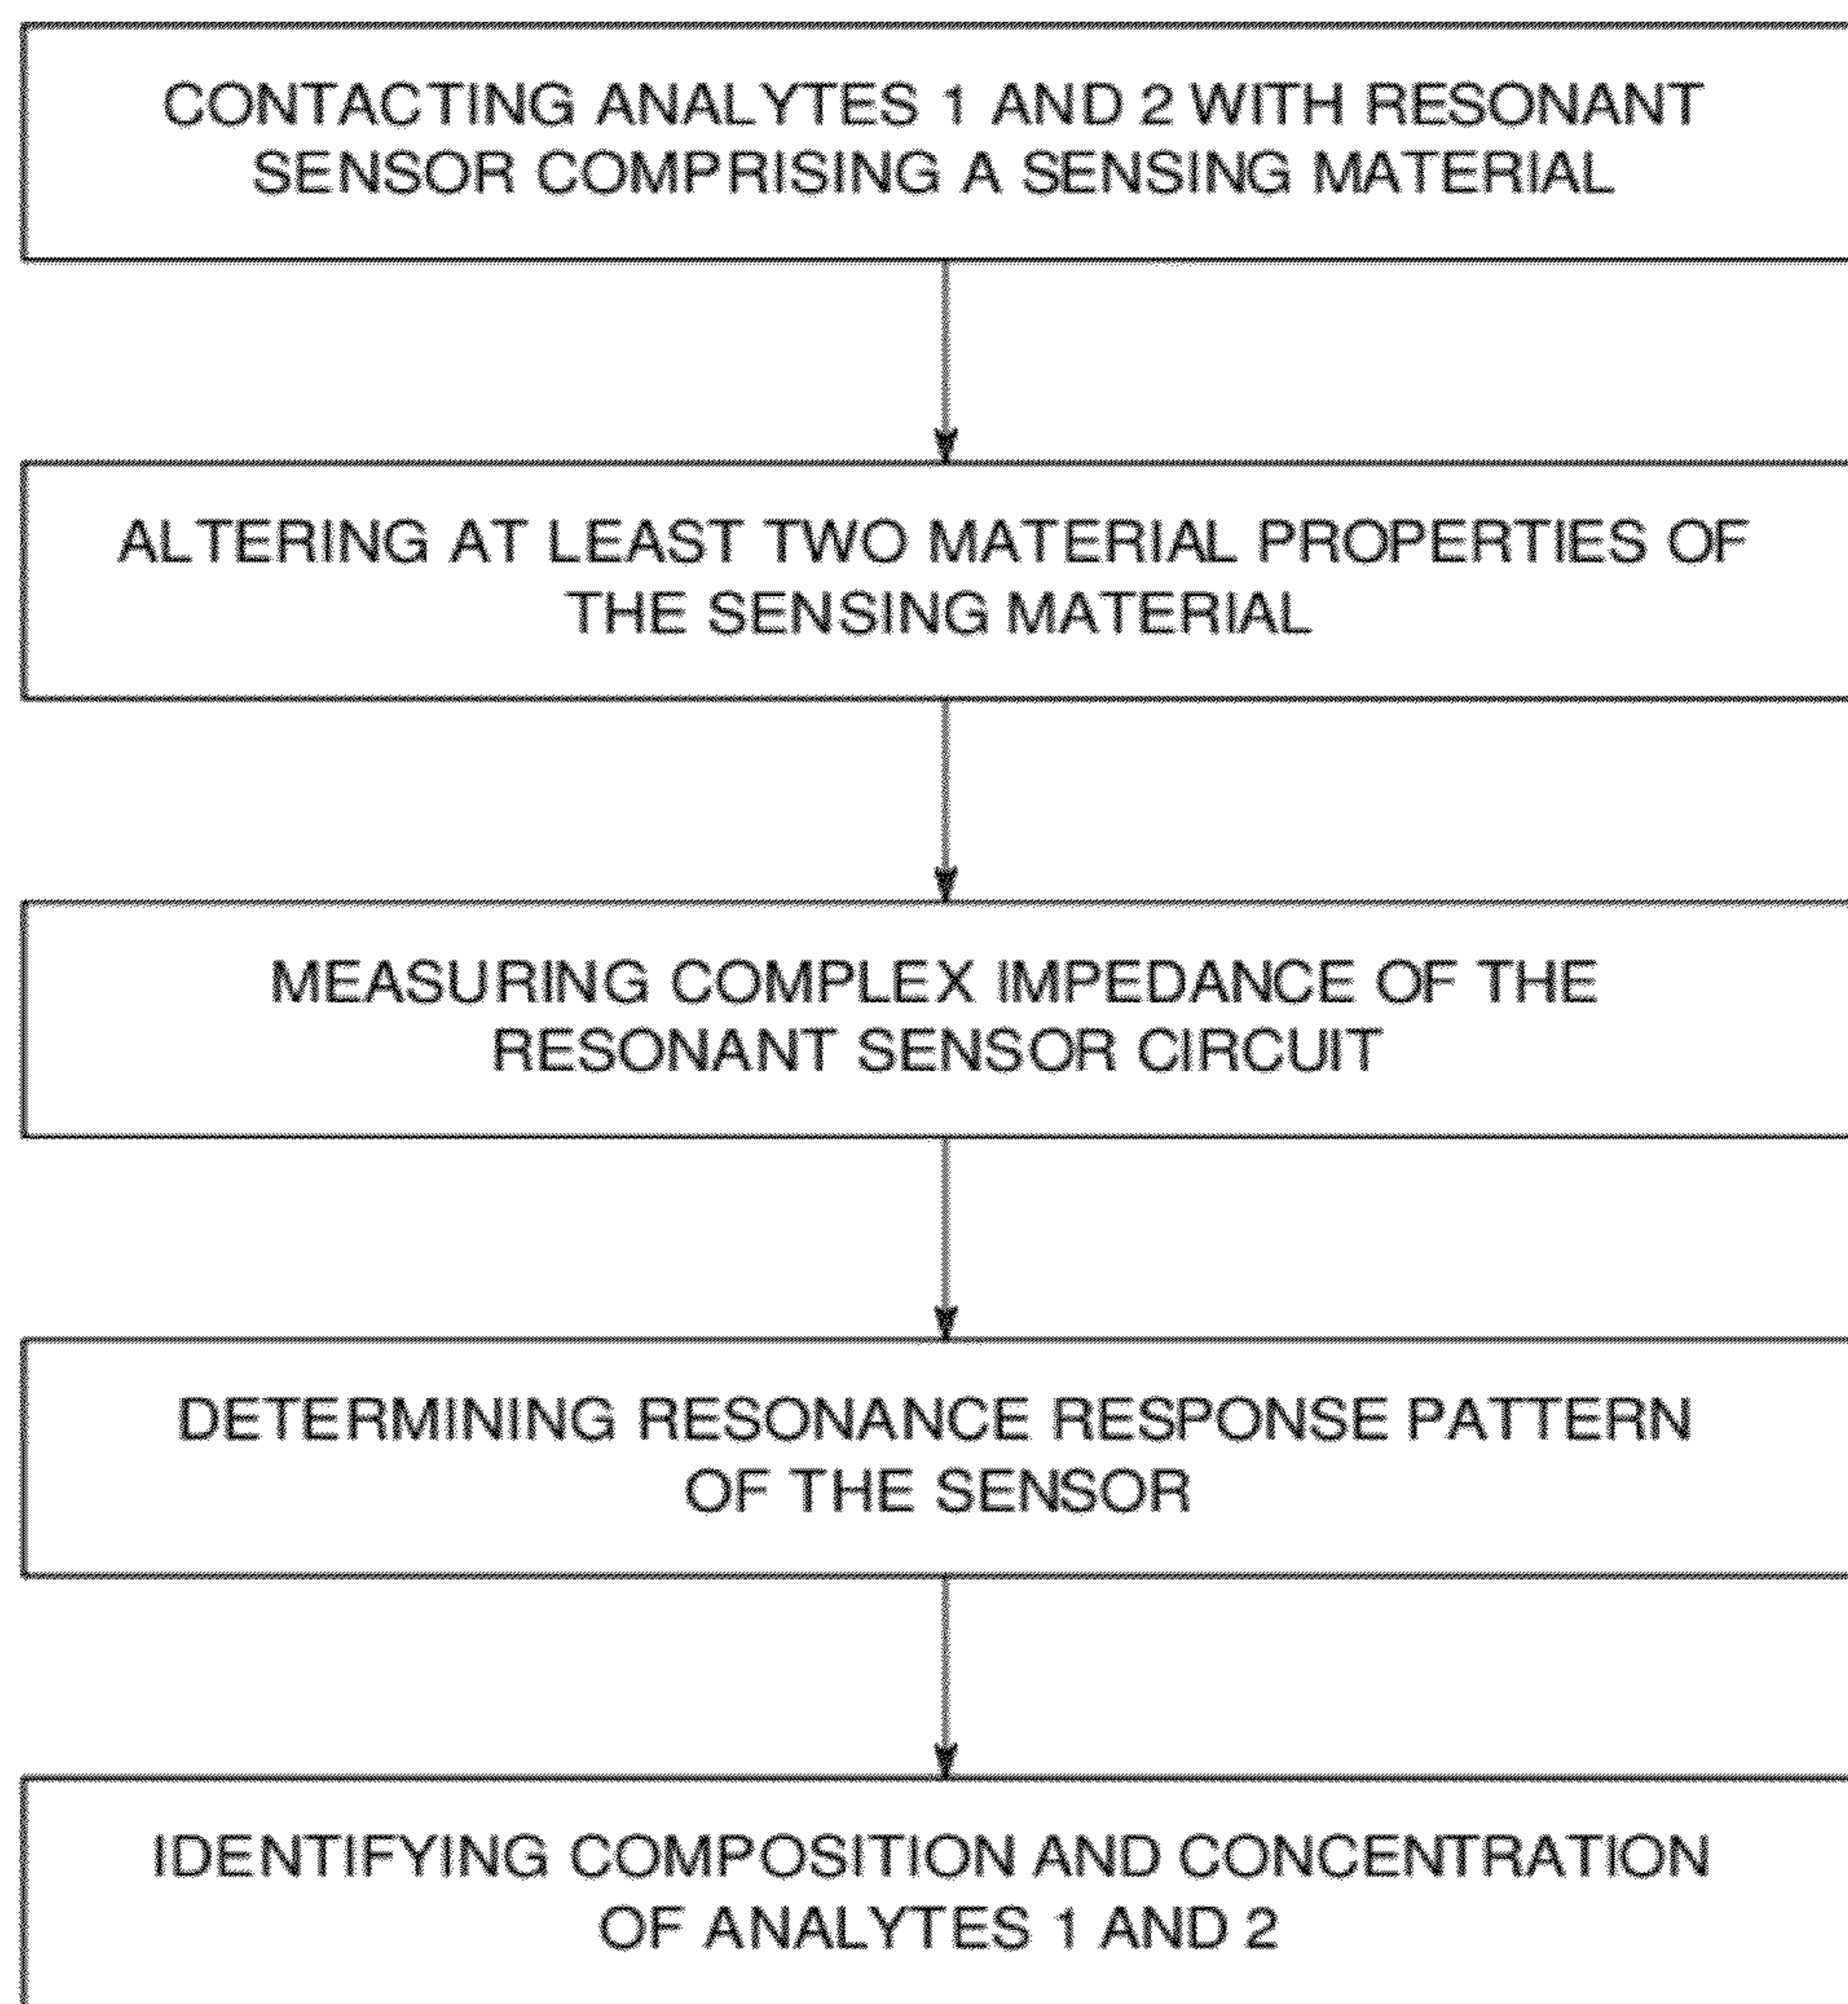 CONTACTING ANALYTES 1 AND 2 WITH RESONANT
SENSOR COMPRISING A SENSING MATERIAL
ALTERING AT LEAST TWO MATERIAL PROPERTIES OF
THE SENSING MATERIAL
MEASURING COMPLEX IMPEDANCE OF THE
RESONANT SENSOR CIRCUIT
DETERMINING RESONANCE RESPONSE PATTERN
OF THE SENSOR
IDENTIFYING COMPOSITION AND CONCENTRATION
OF ANALYTES 1 AND 2